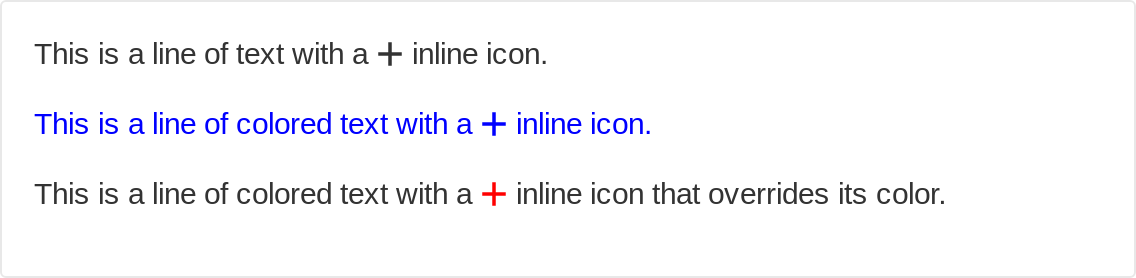 This is a line of text with a + inline icon.
This is a line of colored text with a + inline icon.
This is a line of colored text with a + inline icon that overrides its color.